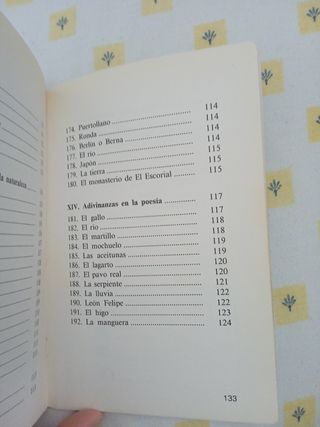 la naturaleza
174. Puertollano ........ 114
175. Ronda ........ 114
176. Berlín o Berna ........ 114
177. El río ........ 114
178. Japón ........ 115
179. La tierra ........ 115
180. El monasterio de El Escorial ........ 115
XIV. Adivinanzas en la poesía ........ 117
181. El gallo ........ 117
182. El río ........ 118
183. El martillo ........ 118
184. El mochuelo ........ 119
185. Las aceitunas ........ 119
186. El lagarto ........ 120
187. El pavo real ........ 120
188. La serpiente ........ 121
189. La lluvia ........ 122
190. León Felipe ........ 122
191. El higo ........ 123
192. La manguera ........ 124
133